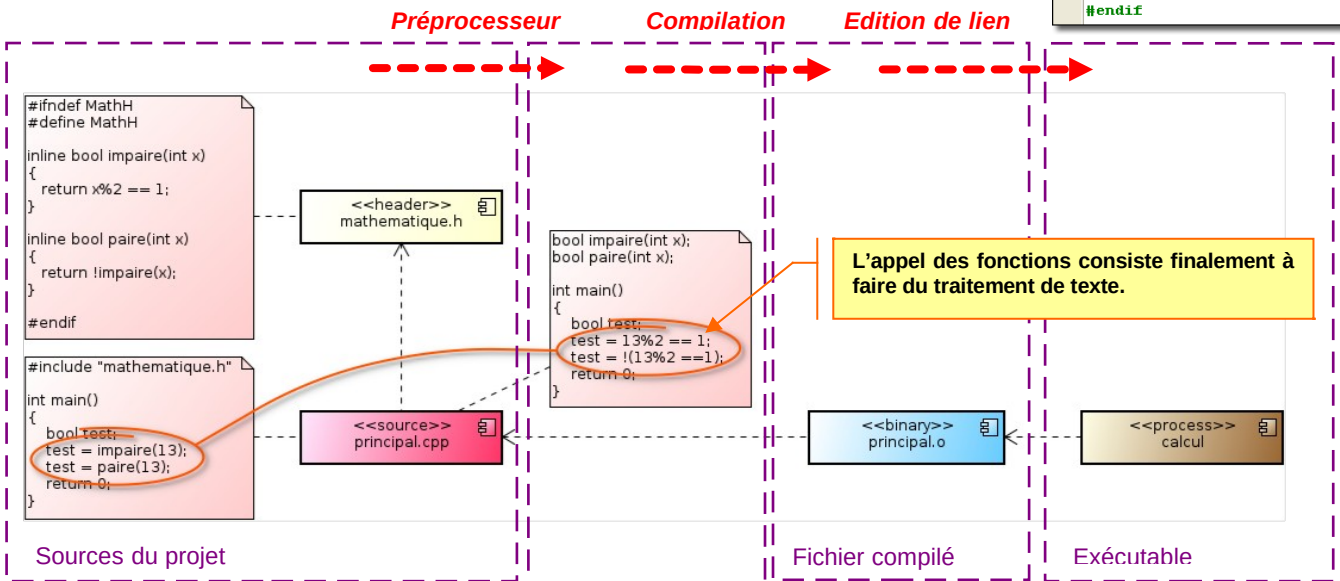 #endif
Préprocesseur
Compilation
Edition de lien
#ifndef MathH
#define MathH
inline bool impaire(int x)
{
return x%2 == 1;
}
inline bool paire(int x)
{
return !impaire(x);
}
#endif
<<header>>
mathematique.h
#include "mathematique.h"
int main()
{
bool test;
test = impaire(13);
test = paire(13);
return 0;
}
<<source>>
principal.cpp
bool impaire(int x);
bool paire(int x);
int main()
{
bool test;
test = 13%2 == 1;
test = !(13%2 ==1);
return 0;
}
L'appel des fonctions consiste finalement à
faire du traitement de texte.
<<binary>>
principal.o
<<process>>
calcul
Sources du projet
Fichier compilé
Exécutable